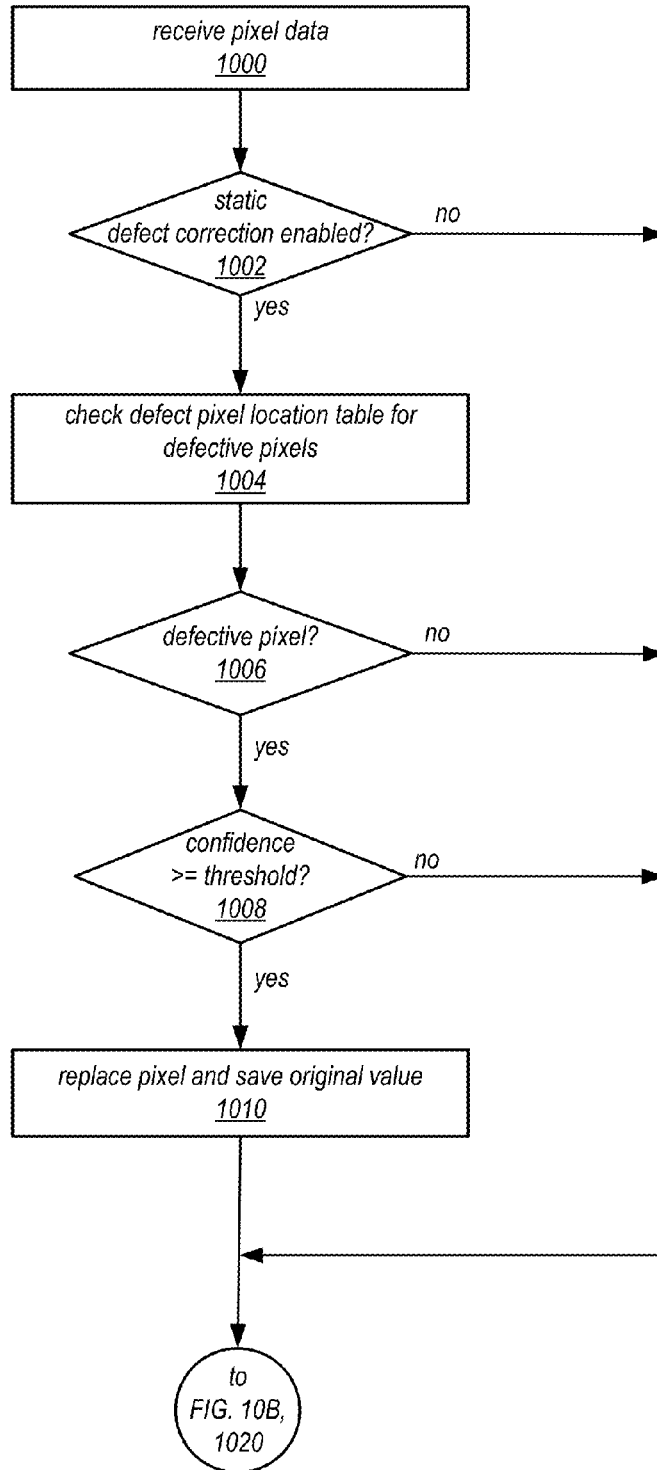 receive pixel data
1000
static
defect correction enabled?
1002
no
yes
check defect pixel location table for
defective pixels
1004
defective pixel?
1006
no
yes
confidence
>= threshold?
1008
no
yes
replace pixel and save original value
1010
to
FIG. 10B,
1020